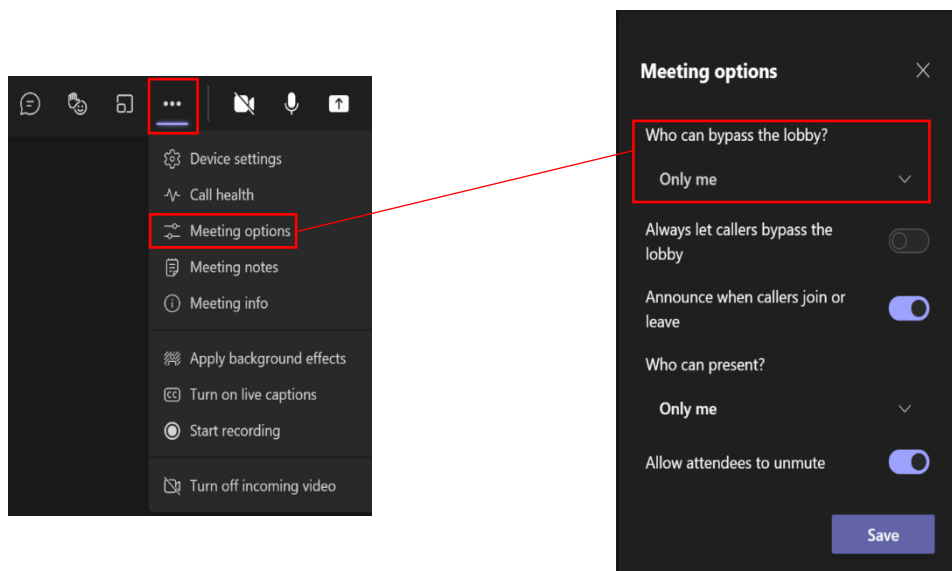 Device settings
Call health
Meeting options
Meeting notes
Meeting info
Apply background effects
CC Turn on live captions
Start recording
Turn off incoming video
Meeting options
Who can bypass the lobby?
Only me
Always let callers bypass the
lobby
Announce when callers join or
leave
Who can present?
Only me
Allow attendees to unmute
Save